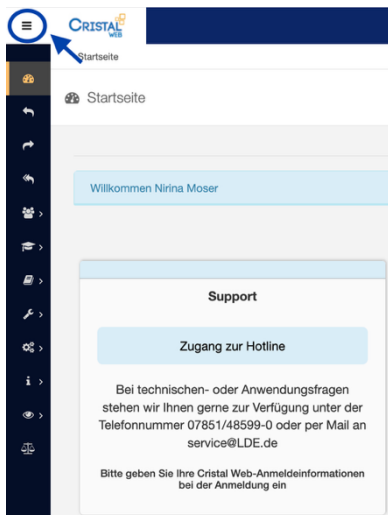 CRISTAL
WEB
Startseite
Startseite
Willkommen Nirina Moser
Support
Zugang zur Hotline
Bei technischen- oder Anwendungsfragen
stehen wir Ihnen gerne zur Verfügung unter der
Telefonnummer 07851/48599-0 oder per Mail an
service@LDE.de
Bitte geben Sie Ihre Cristal Web-Anmeldeinformationen
bei der Anmeldung ein